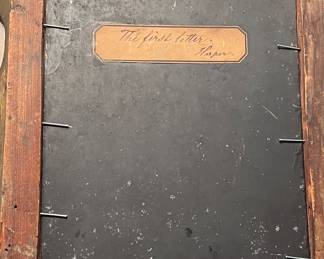 The first letter.